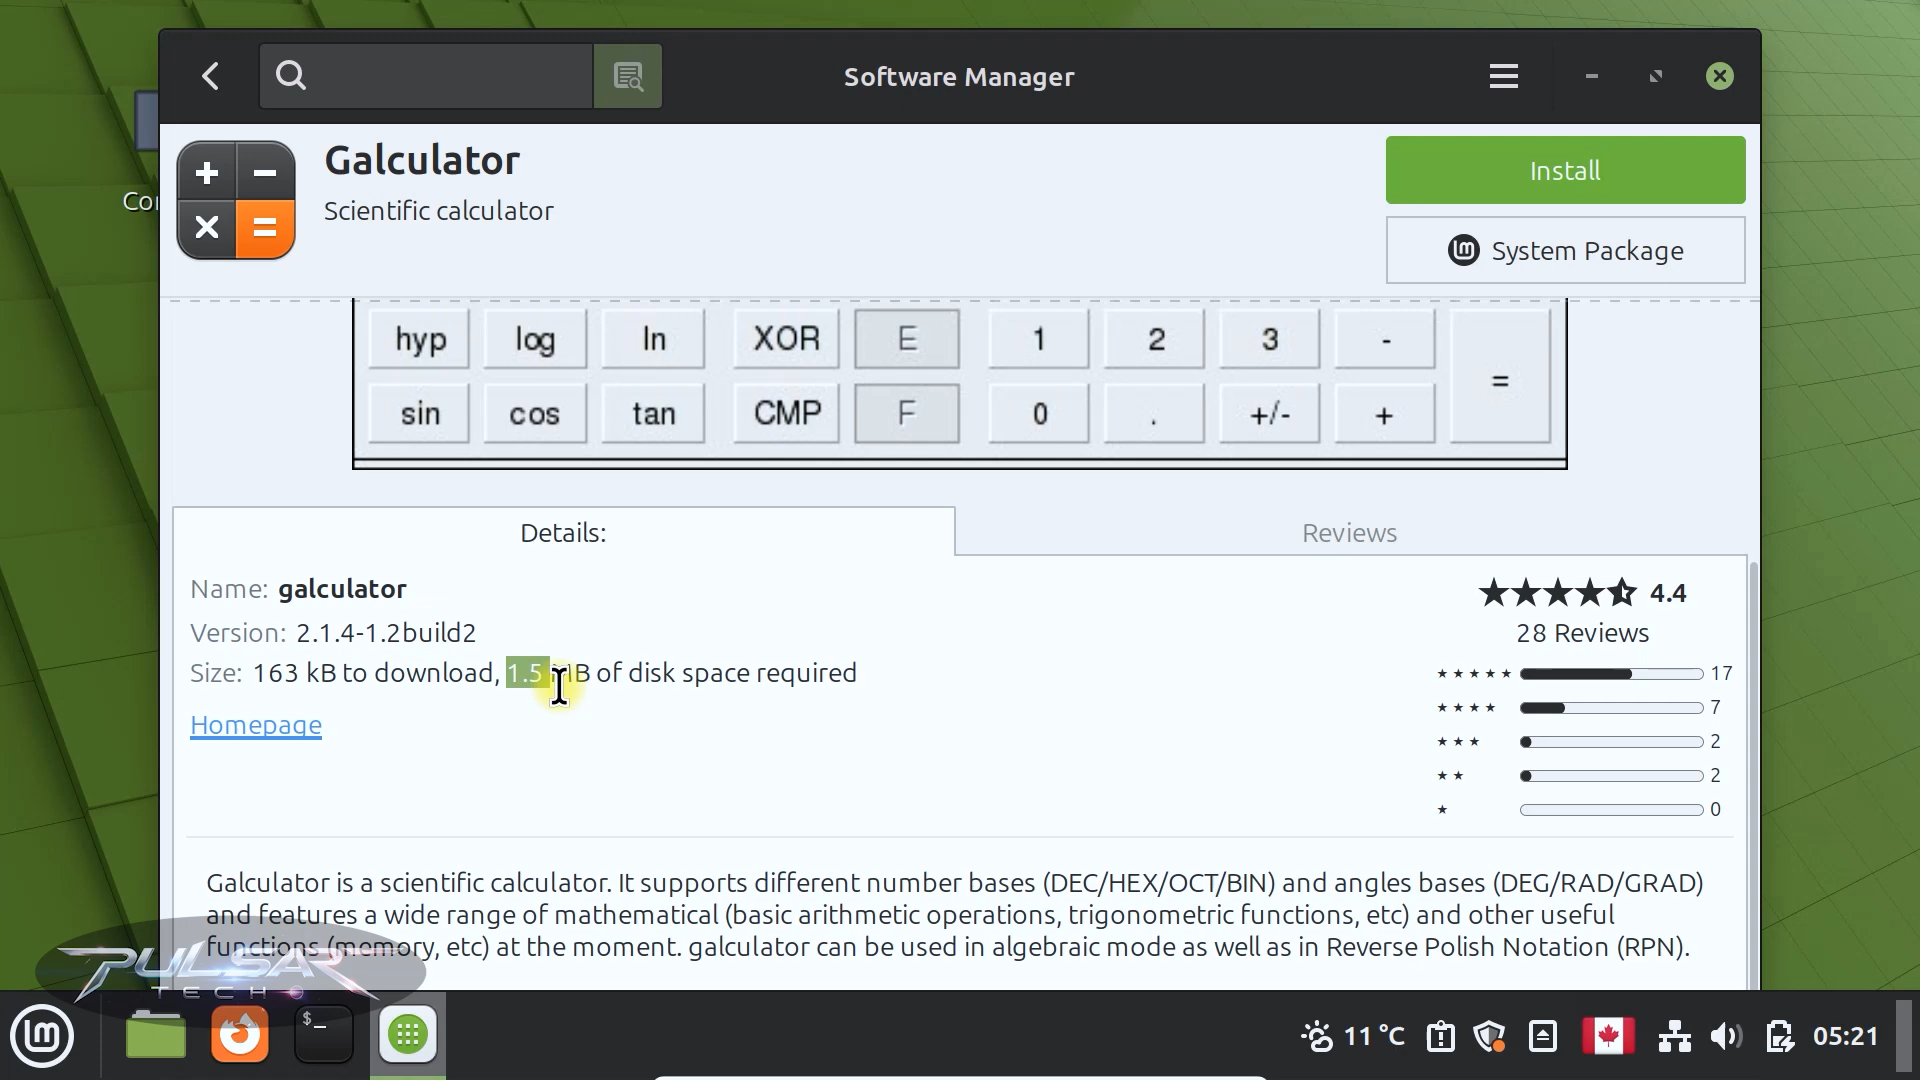 Software Manager
Galculator
Scientific calculator
Install
System Package
hyp log ln XOR E 1 2 3 - =
sin cos tan CMP F 0 . +/- +
Details:
Reviews
Name: galculator
Version: 2.1.4-1.2build2
Size: 163 kB to download, 1.5 MB of disk space required
Homepage
4.4
28 Reviews
17
7
2
2
0
Galculator is a scientific calculator. It supports different number bases (DEC/HEX/OCT/BIN) and angles bases (DEG/RAD/GRAD)
and features a wide range of mathematical (basic arithmetic operations, trigonometric functions, etc) and other useful
functions (memory, etc) at the moment. galculator can be used in algebraic mode as well as in Reverse Polish Notation (RPN).
PULSAR
TECH
$_
11 °C
05:21